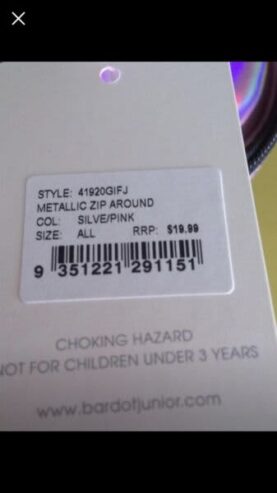 STYLE: 41920GIFJ
METALLIC ZIP AROUND
COL: SILVE/PINK
SIZE: ALL RRP: $19.99
9 351221 291151
CHOKING HAZARD
NOT FOR CHILDREN UNDER 3 YEARS
www.bardotjunior.com